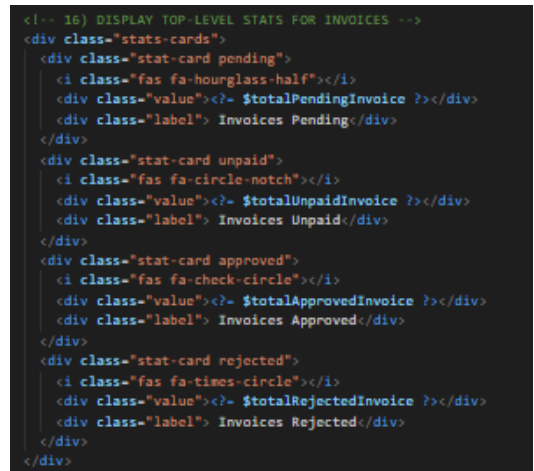 <!-- 16) DISPLAY TOP-LEVEL STATS FOR INVOICES -->
<div class="stats-cards">
<div class="stat-card pending">
<i class="fas fa-hourglass-half"></i>
<div class="value"><?= $totalPendingInvoice ?></div>
<div class="label"> Invoices Pending</div>
</div>
<div class="stat-card unpaid">
<i class="fas fa-circle-notch"></i>
<div class="value"><?= $totalUnpaidInvoice ?></div>
<div class="label"> Invoices Unpaid</div>
</div>
<div class="stat-card approved">
<i class="fas fa-check-circle"></i>
<div class="value"><?= $totalApprovedInvoice ?></div>
<div class="label"> Invoices Approved</div>
</div>
<div class="stat-card rejected">
<i class="fas fa-times-circle"></i>
<div class="value"><?= $totalRejectedInvoice ?></div>
<div class="label"> Invoices Rejected</div>
</div>
</div>